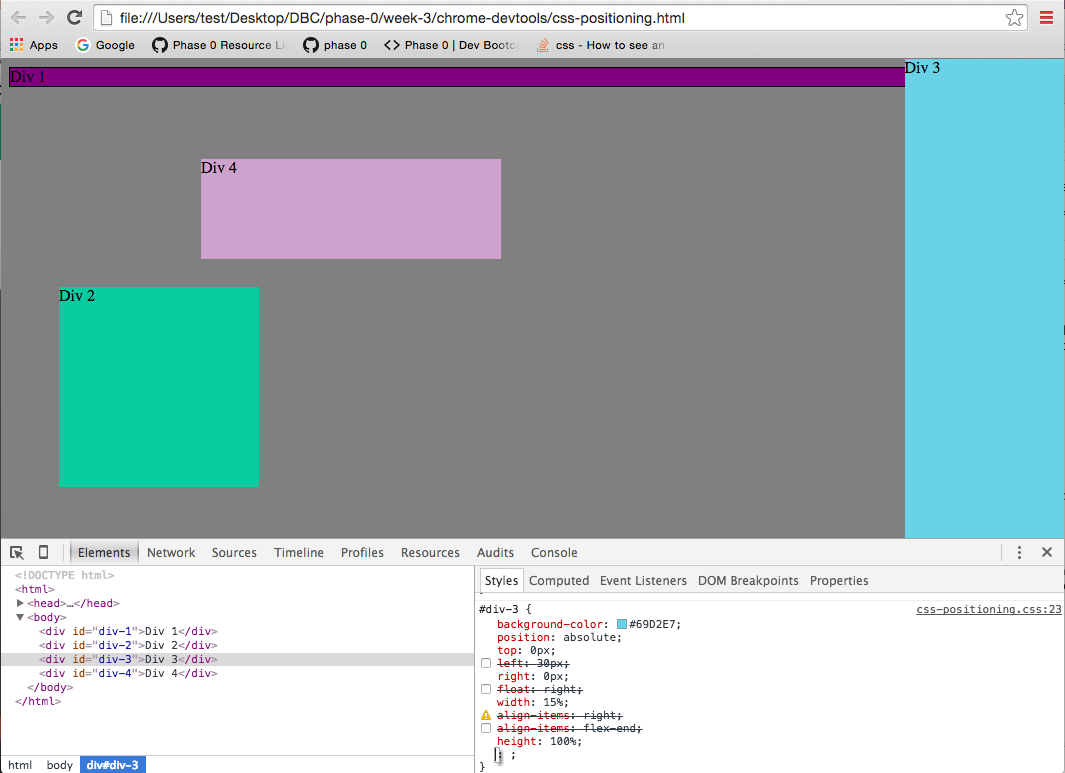 file:///Users/test/Desktop/DBC/phase-0/week-3/chrome-devtools/css-positioning.html
Apps Google Phase 0 Resource Li phase 0 <> Phase 0 | Dev Bootc css - How to see an
Div 1
Div 3
Div 4
Div 2
Elements Network Sources Timeline Profiles Resources Audits Console
<!DOCTYPE html>
<html>
<head>…</head>
<body>
<div id="div-1">Div 1</div>
<div id="div-2">Div 2</div>
<div id="div-3">Div 3</div>
<div id="div-4">Div 4</div>
</body>
</html>
html body div#div-3
Styles Computed Event Listeners DOM Breakpoints Properties
#div-3 { css-positioning.css:23
background-color: #69D2E7;
position: absolute;
top: 0px;
left: 30px;
right: 0px;
float: right;
width: 15%;
align-items: right;
align-items: flex-end;
height: 100%;
: ;
}